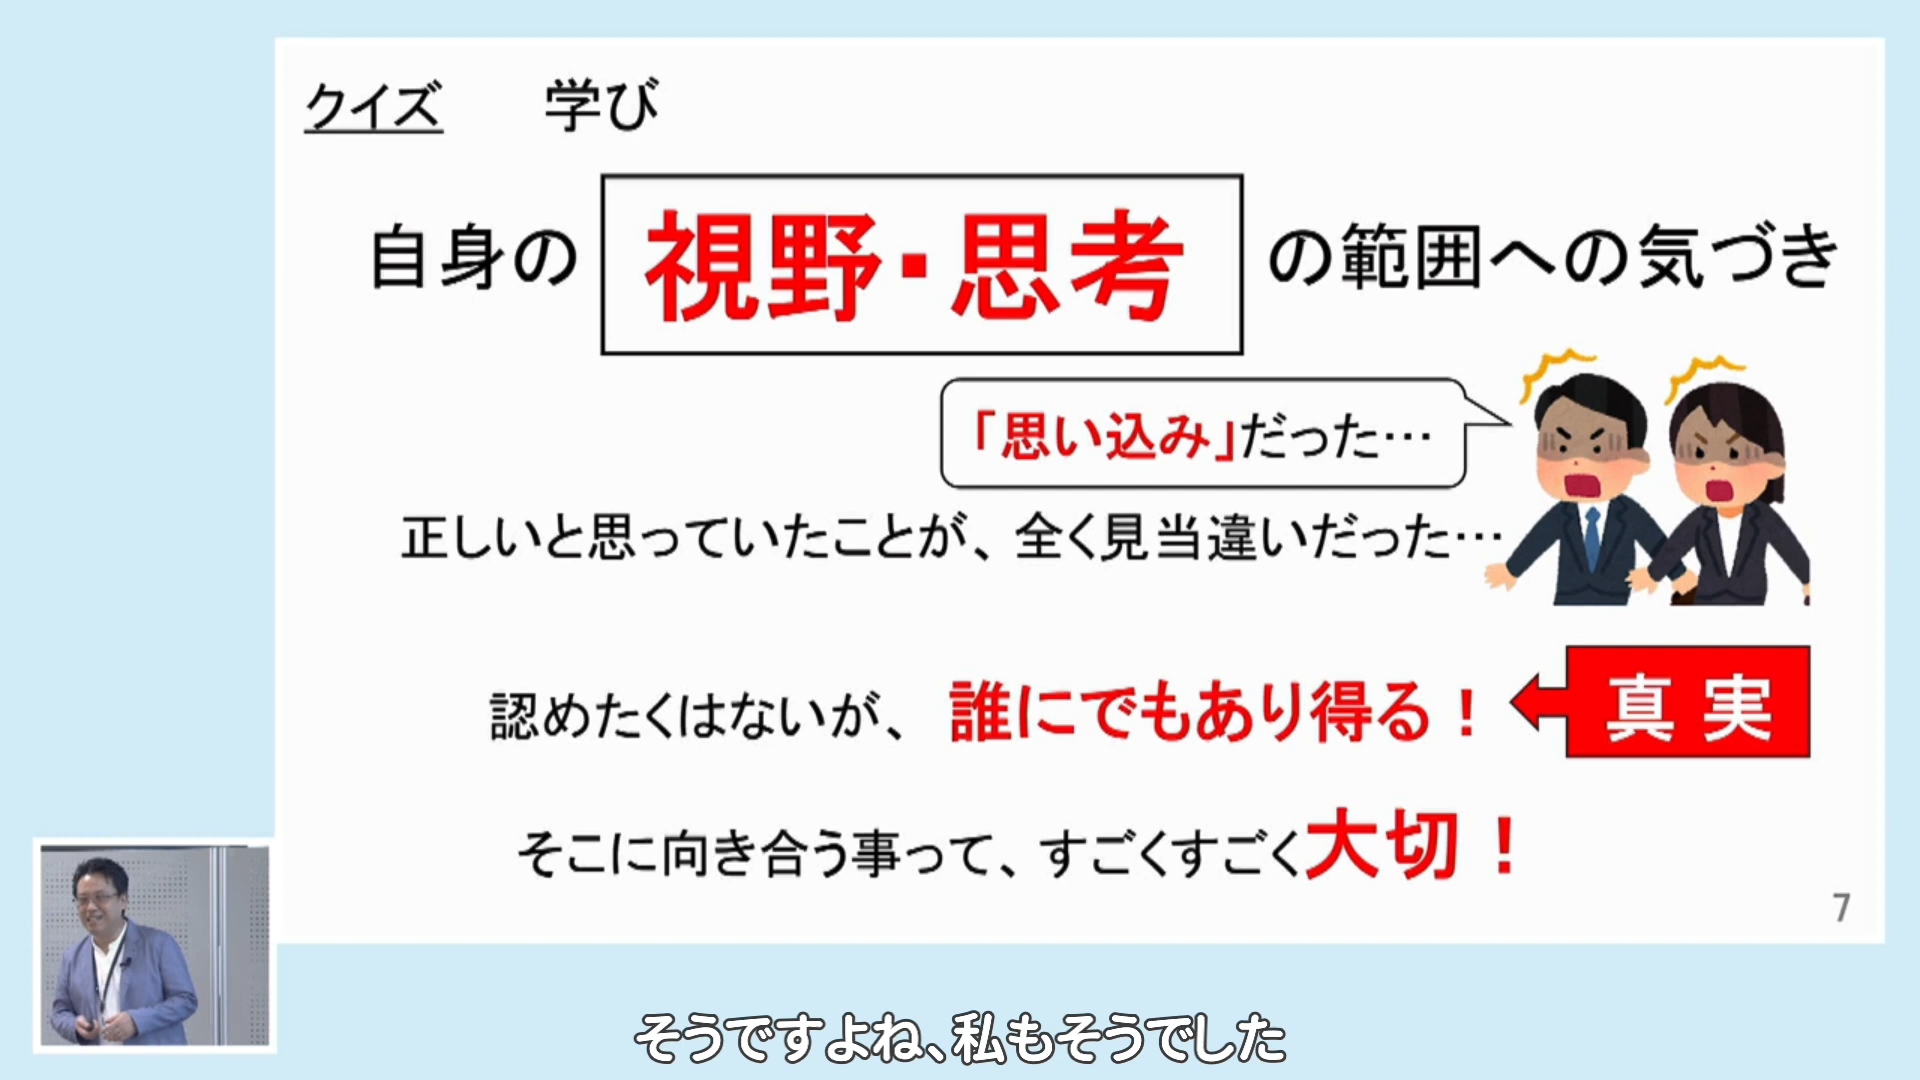 クイズ 学び
自身の 視野・思考 の範囲への気づき
「思い込み」だった…
正しいと思っていたことが、全く見当違いだった…
認めたくはないが、誰にでもあり得る！
真実
そこに向き合う事って、すごくすごく大切！
7
そうですよね、私もそうでした